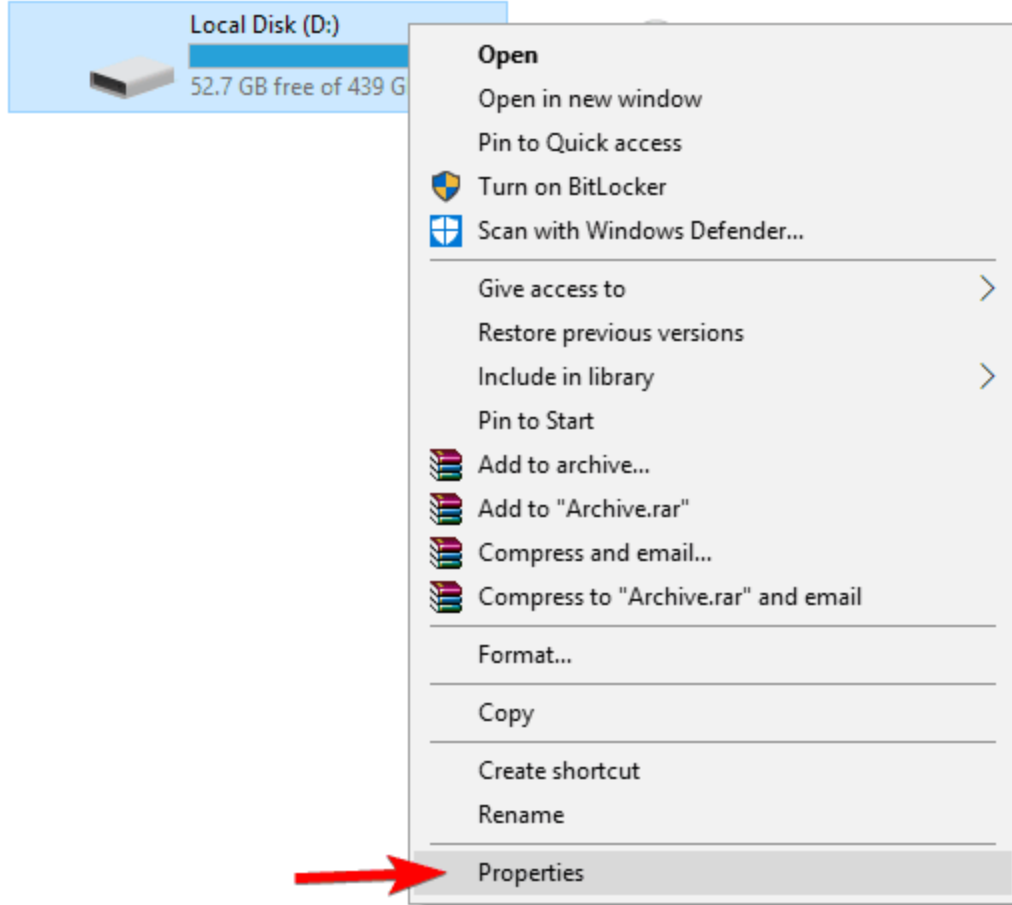 Local Disk (D:)
52.7 GB free of 439 G
Open
Open in new window
Pin to Quick access
Turn on BitLocker
Scan with Windows Defender...
Give access to
Restore previous versions
Include in library
Pin to Start
Add to archive...
Add to "Archive.rar"
Compress and email...
Compress to "Archive.rar" and email
Format...
Copy
Create shortcut
Rename
Properties